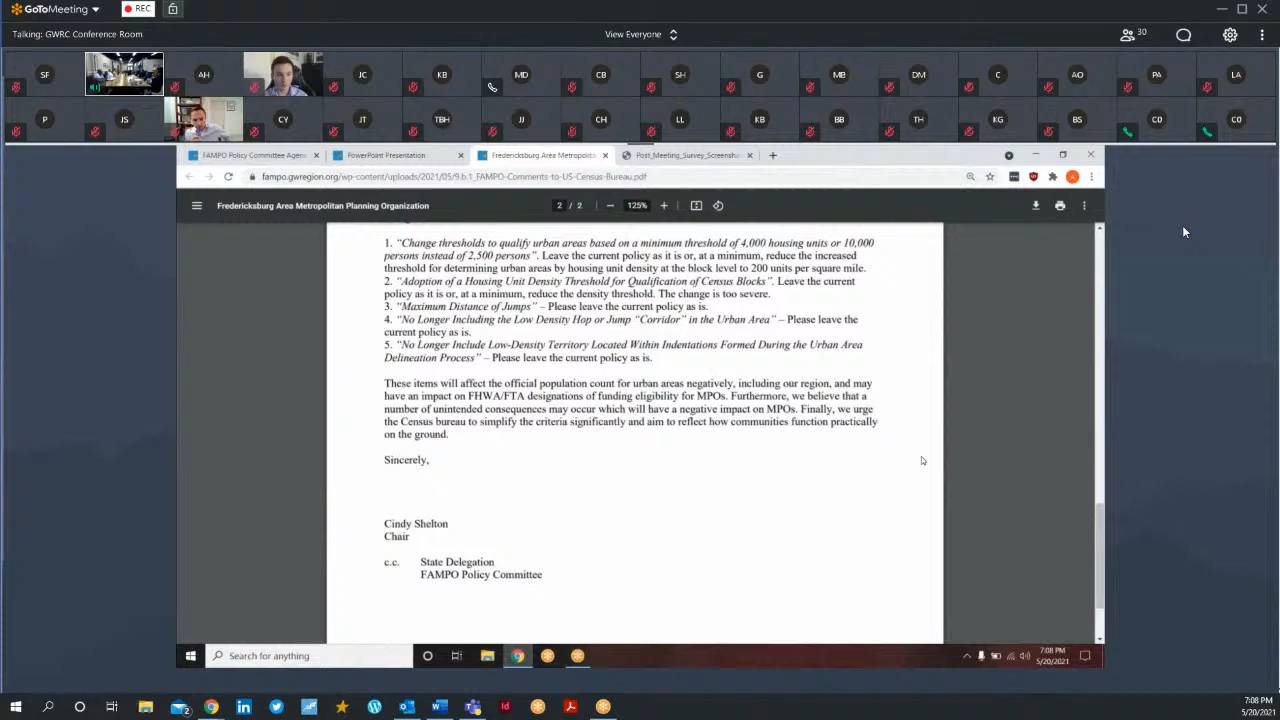 GoToMeeting
REC
Talking: GWRC Conference Room
View Everyone
30
SF
AH
JC
KB
MD
CB
SH
G
MB
DM
C
AO
PA
LA
P
JS
CY
JT
TBH
JJ
CH
LL
KB
BB
TH
KG
BS
C0
C0
FAMPO Policy Committee Agen
PowerPoint Presentation
Fredericksburg Area Metropolita
Post_Meeting_Survey_Screensho
fampo.gwregion.org/wp-content/uploads/2021/05/9.b.1_FAMPO-Comments-to-US-Census-Bureau.pdf
Fredericksburg Area Metropolitan Planning Organization
2 / 2
125%
1. “Change thresholds to qualify urban areas based on a minimum threshold of 4,000 housing units or 10,000
persons instead of 2,500 persons”. Leave the current policy as it is or, at a minimum, reduce the increased
threshold for determining urban areas by housing unit density at the block level to 200 units per square mile.
2. “Adoption of a Housing Unit Density Threshold for Qualification of Census Blocks”. Leave the current
policy as it is or, at a minimum, reduce the density threshold. The change is too severe.
3. “Maximum Distance of Jumps” – Please leave the current policy as is.
4. “No Longer Including the Low Density Hop or Jump “Corridor” in the Urban Area” – Please leave the
current policy as is.
5. “No Longer Include Low-Density Territory Located Within Indentations Formed During the Urban Area
Delineation Process” – Please leave the current policy as is.
These items will affect the official population count for urban areas negatively, including our region, and may
have an impact on FHWA/FTA designations of funding eligibility for MPOs. Furthermore, we believe that a
number of unintended consequences may occur which will have a negative impact on MPOs. Finally, we urge
the Census bureau to simplify the criteria significantly and aim to reflect how communities function practically
on the ground.
Sincerely,
Cindy Shelton
Chair
c.c. State Delegation
FAMPO Policy Committee
Search for anything
7:08 PM
5/20/2021
7:08 PM
5/20/2021